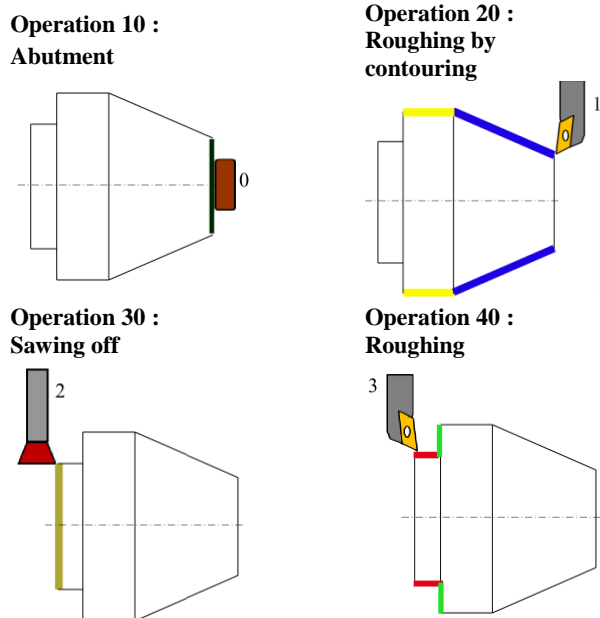 Operation 10 :
Abutment
0
Operation 20 :
Roughing by
contouring
1
Operation 30 :
Sawing off
2
Operation 40 :
Roughing
3